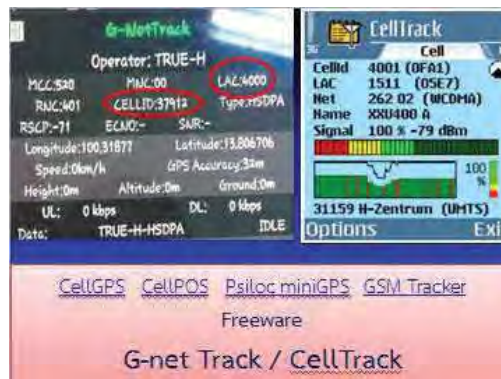 G-NetTrack
Operator: TRUE-H
MCC:520 MNC:00 LAC:4000
RNC:401 CELLID:37912 Type:HSDPA
RSCP:-71 ECNO:- SNR:-
Longitude:100.31877 Latitude:13.806706
Speed:0km/h GPS Accuracy:32m
Height:0m Altitude:0m Ground:0m
UL: 0 kbps DL: 0 kbps
Data: TRUE-H-HSDPA IDLE
CellTrack
3G Cell
CellId 4001 (0FA1)
LAC 1511 (05E7)
Net 262 02 (WCDMA)
Name XXU400 A
Signal 100 % -79 dBm
100 %
31159 H-Zentrum (UMTS)
Options Exi
CellGPS CellPOS Psiloc miniGPS GSM Tracker
Freeware
G-net Track / CellTrack